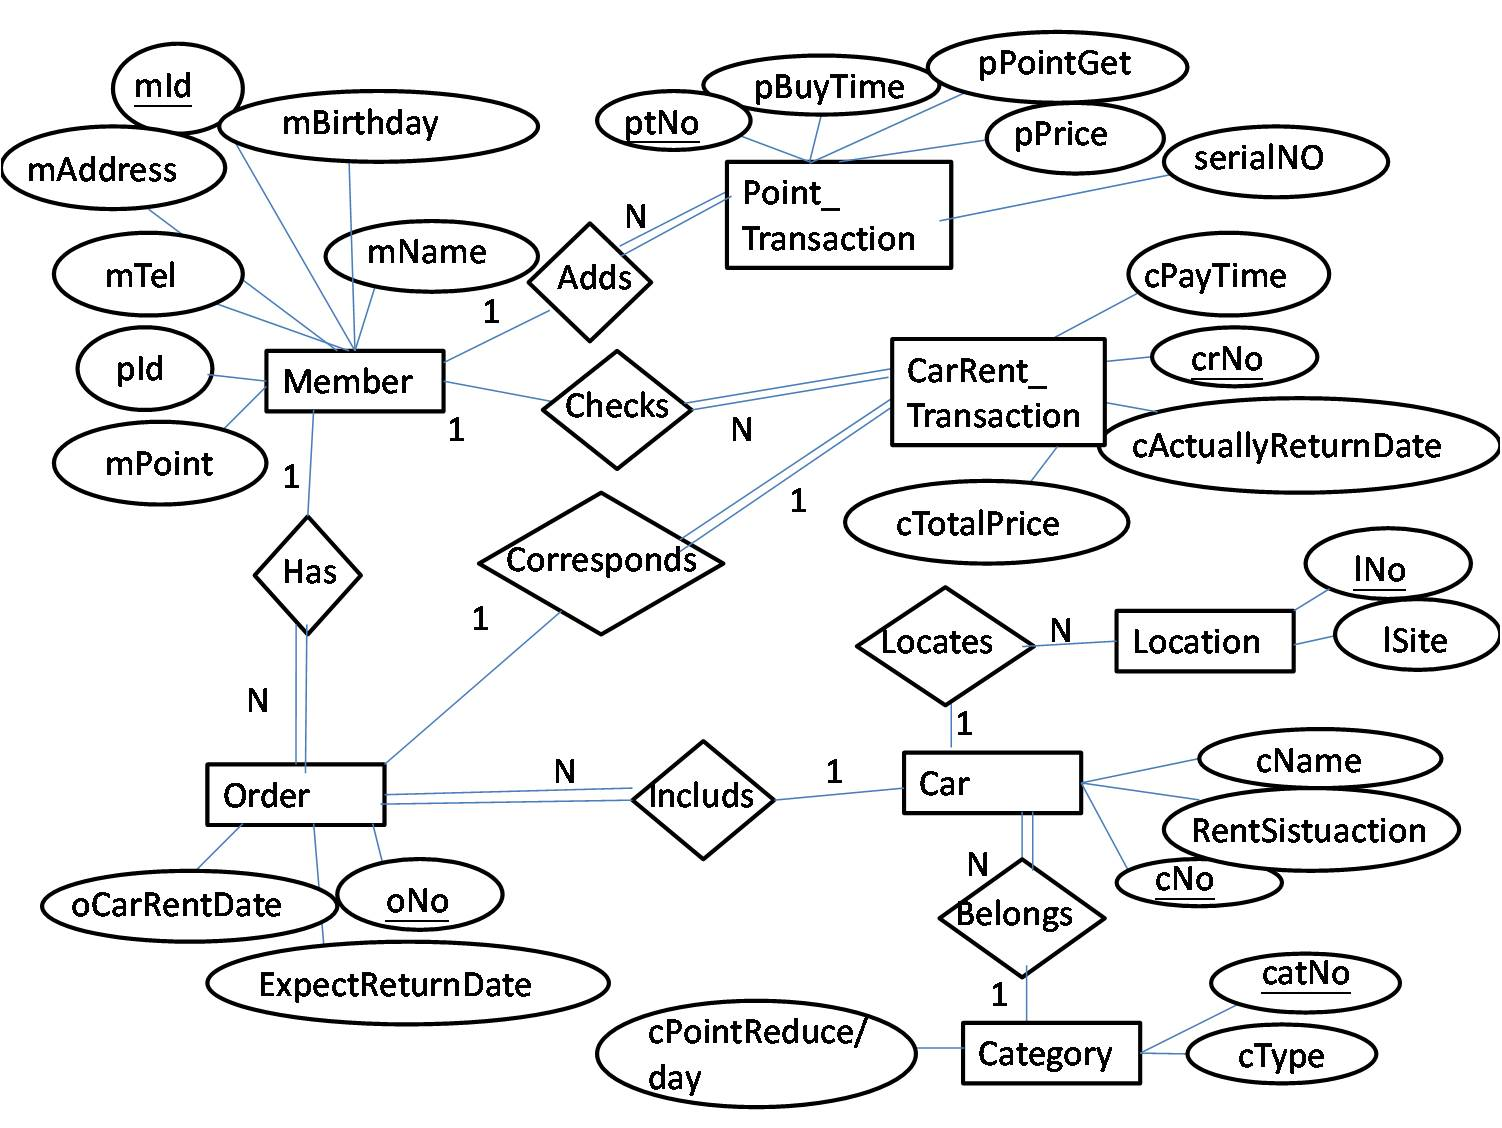 mId
mBirthday
mAddress
mName
mTel
pId
mPoint
Member
ptNo
pBuyTime
pPointGet
pPrice
serialNO
Point_
Transaction
N
Adds
1
cPayTime
crNo
cActuallyReturnDate
cTotalPrice
CarRent_
Transaction
Checks
1
N
1
Corresponds
1
1
Has
N
Locates
N
Location
lNo
lSite
1
Order
N
Includs
1
Car
cName
RentSistuaction
cNo
oCarRentDate
oNo
ExpectReturnDate
N
Belongs
1
cPointReduce/
day
Category
catNo
cType